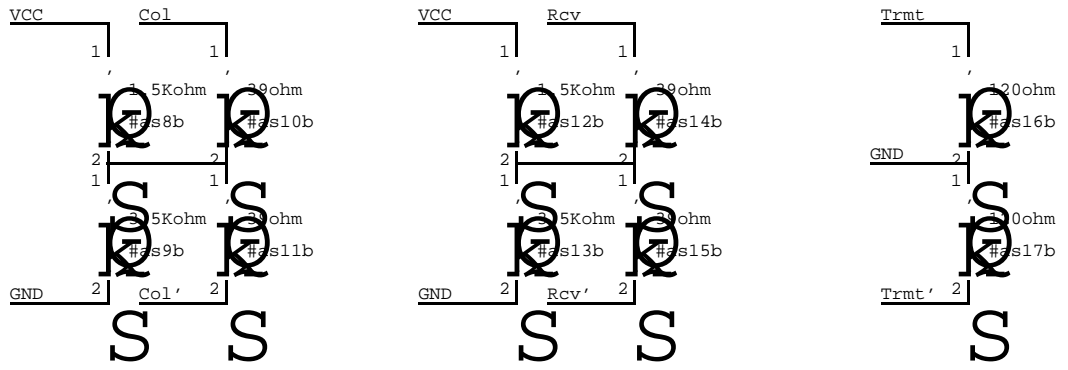 VCC Col VCC Rcv Trmt
1 1 1 1 1
' ' ' ' '
1.5Kohm 39ohm 1.5Kohm 39ohm 120ohm
#as8b #as10b #as12b #as14b #as16b
2 2 2 2 GND 2
1 1 1 1 1
' ' ' ' '
3.5Kohm 39ohm 3.5Kohm 39ohm 120ohm
#as9b #as11b #as13b #as15b #as17b
GND 2 Col' 2 GND 2 Rcv' 2 Trmt' 2
S S S S S